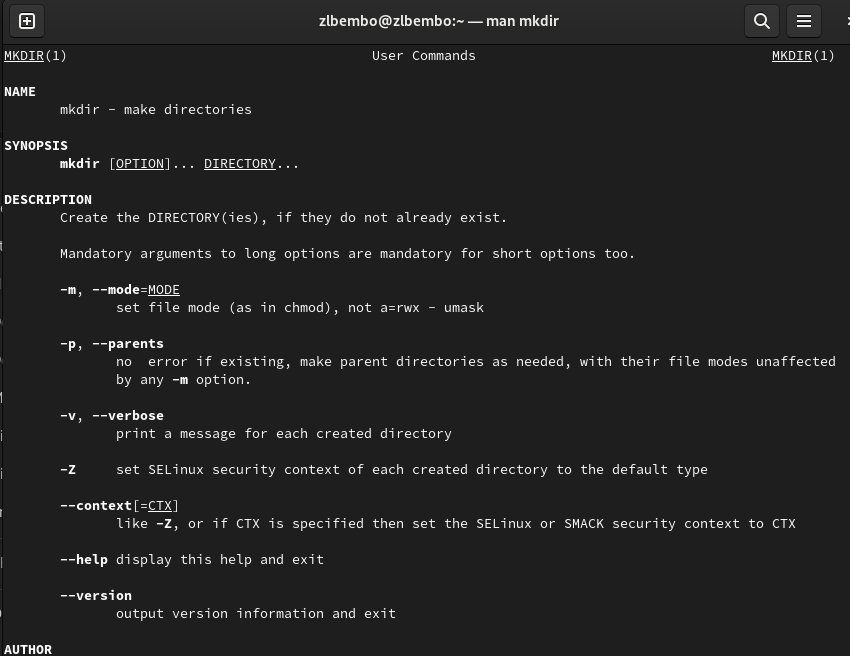 zlbembo@zlbembo:~ — man mkdir
MKDIR(1) User Commands MKDIR(1)
NAME
mkdir - make directories
SYNOPSIS
mkdir [OPTION]... DIRECTORY...
DESCRIPTION
Create the DIRECTORY(ies), if they do not already exist.
Mandatory arguments to long options are mandatory for short options too.
-m, --mode=MODE
set file mode (as in chmod), not a=rwx - umask
-p, --parents
no  error if existing, make parent directories as needed, with their file modes unaffected
by any -m option.
-v, --verbose
print a message for each created directory
-Z set SELinux security context of each created directory to the default type
--context[=CTX]
like -Z, or if CTX is specified then set the SELinux or SMACK security context to CTX
--help display this help and exit
--version
output version information and exit
AUTHOR